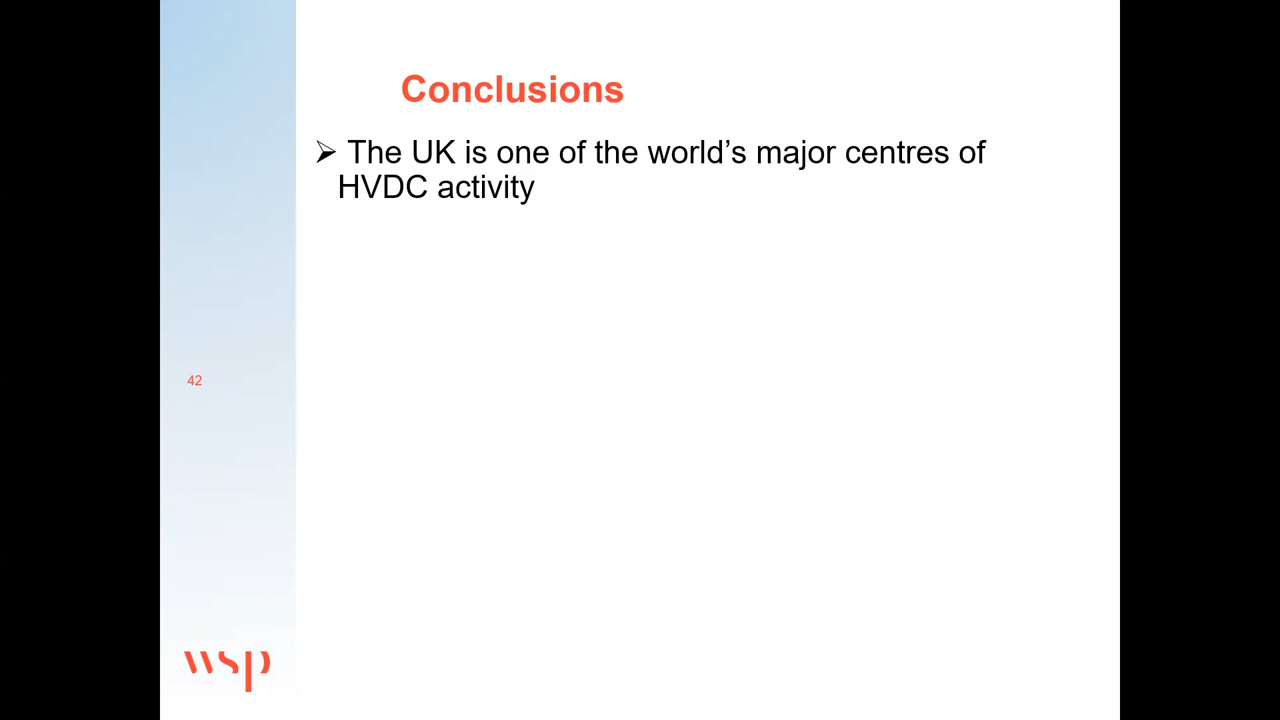 Conclusions
➢ The UK is one of the world’s major centres of
HVDC activity
42
wsp